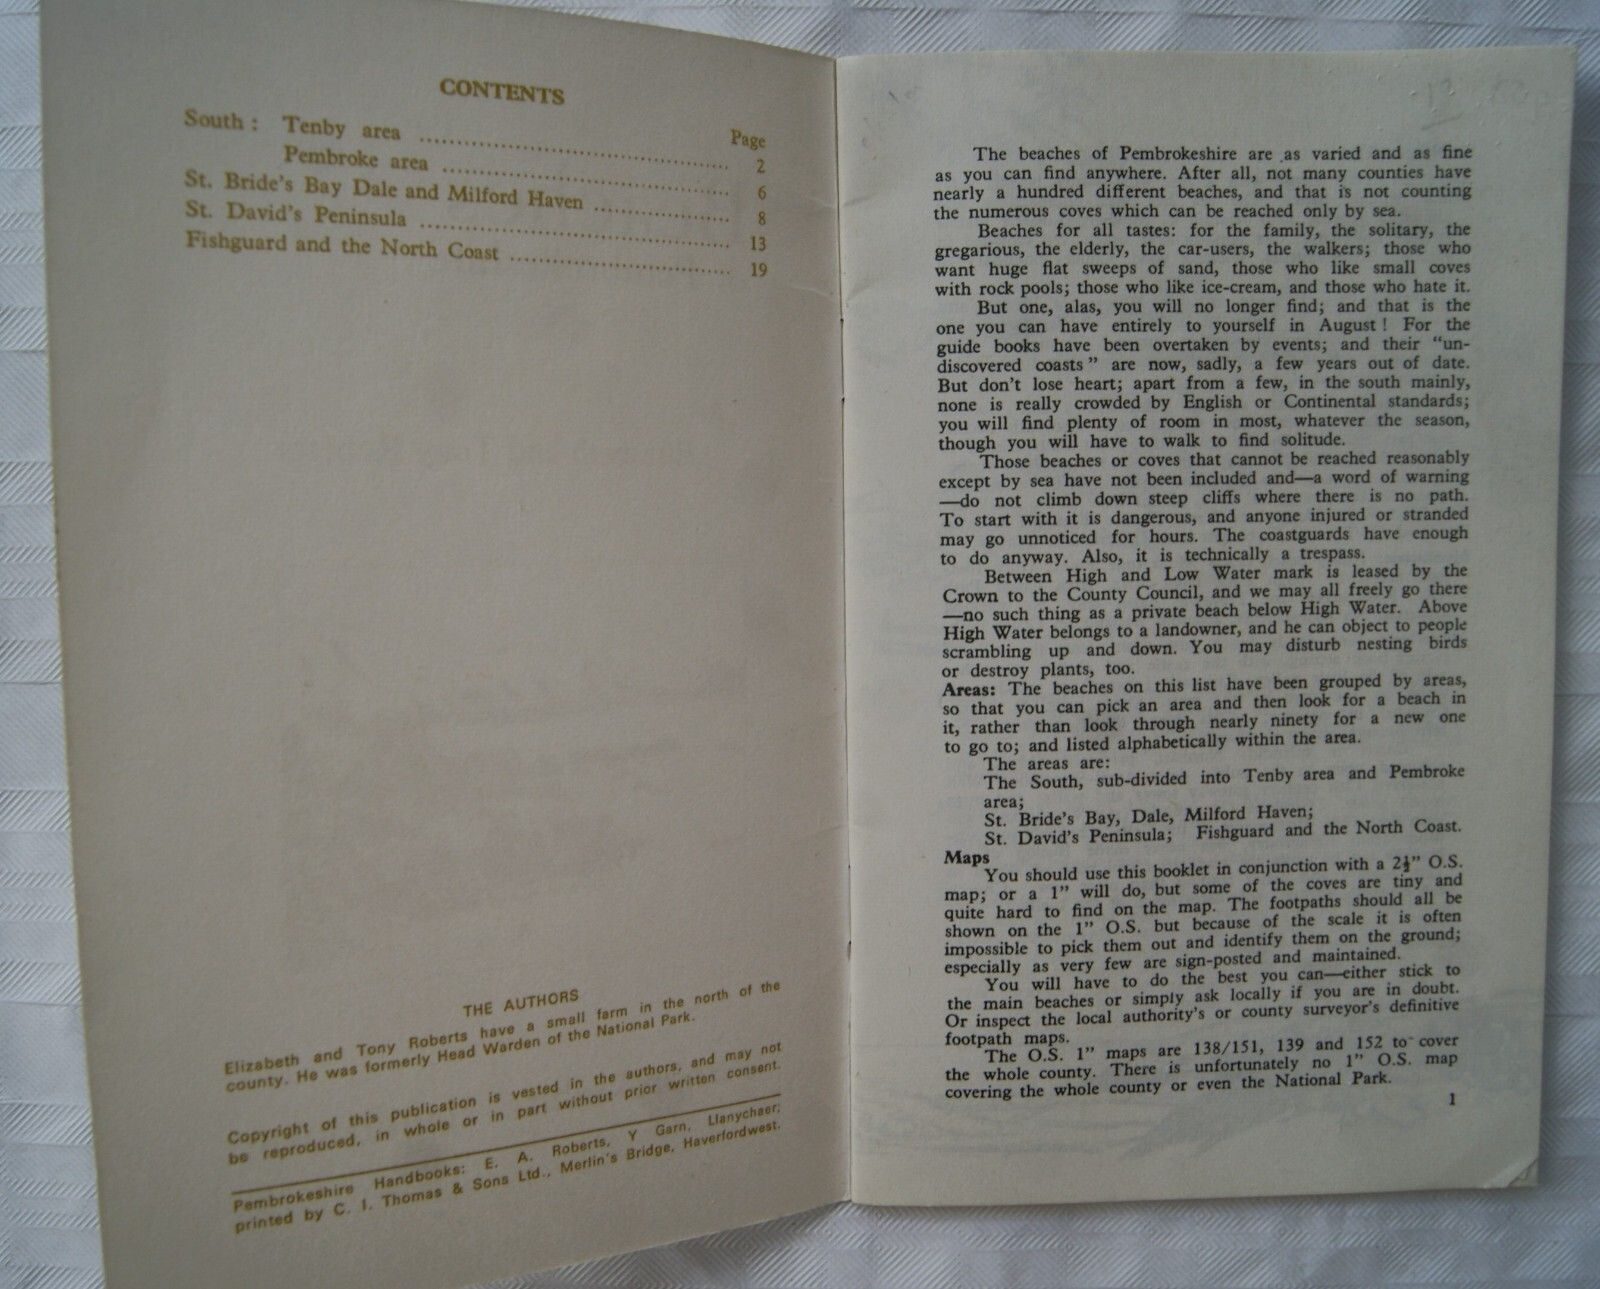 CONTENTS
Page
South : Tenby area ........ 2
Pembroke area ........ 6
St. Bride's Bay Dale and Milford Haven ........ 8
St. David's Peninsula ........ 13
Fishguard and the North Coast ........ 19
THE AUTHORS
Elizabeth and Tony Roberts have a small farm in the north of the
county. He was formerly Head Warden of the National Park.
Copyright of this publication is vested in the authors, and may not
be reproduced, in whole or in part without prior written consent.
Pembrokeshire Handbooks: E. A. Roberts, Y Garn, Llanychaer;
printed by C. I. Thomas & Sons Ltd., Merlin's Bridge, Haverfordwest.
The beaches of Pembrokeshire are as varied and as fine
as you can find anywhere. After all, not many counties have
nearly a hundred different beaches, and that is not counting
the numerous coves which can be reached only by sea.
Beaches for all tastes: for the family, the solitary, the
gregarious, the elderly, the car-users, the walkers; those who
want huge flat sweeps of sand, those who like small coves
with rock pools; those who like ice-cream, and those who hate it.
But one, alas, you will no longer find; and that is the
one you can have entirely to yourself in August ! For the
guide books have been overtaken by events; and their "un-
discovered coasts" are now, sadly, a few years out of date.
But don't lose heart; apart from a few, in the south mainly,
none is really crowded by English or Continental standards;
you will find plenty of room in most, whatever the season,
though you will have to walk to find solitude.
Those beaches or coves that cannot be reached reasonably
except by sea have not been included and—a word of warning
—do not climb down steep cliffs where there is no path.
To start with it is dangerous, and anyone injured or stranded
may go unnoticed for hours. The coastguards have enough
to do anyway. Also, it is technically a trespass.
Between High and Low Water mark is leased by the
Crown to the County Council, and we may all freely go there
—no such thing as a private beach below High Water. Above
High Water belongs to a landowner, and he can object to people
scrambling up and down. You may disturb nesting birds
or destroy plants, too.
Areas: The beaches on this list have been grouped by areas,
so that you can pick an area and then look for a beach in
it, rather than look through nearly ninety for a new one
to go to; and listed alphabetically within the area.
The areas are:
The South, sub-divided into Tenby area and Pembroke
area;
St. Bride's Bay, Dale, Milford Haven;
St. David's Peninsula; Fishguard and the North Coast.
Maps
You should use this booklet in conjunction with a 2½" O.S.
map; or a 1" will do, but some of the coves are tiny and
quite hard to find on the map. The footpaths should all be
shown on the 1" O.S. but because of the scale it is often
impossible to pick them out and identify them on the ground;
especially as very few are sign-posted and maintained.
You will have to do the best you can—either stick to
the main beaches or simply ask locally if you are in doubt.
Or inspect the local authority's or county surveyor's definitive
footpath maps.
The O.S. 1" maps are 138/151, 139 and 152 to cover
the whole county. There is unfortunately no 1" O.S. map
covering the whole county or even the National Park.
1